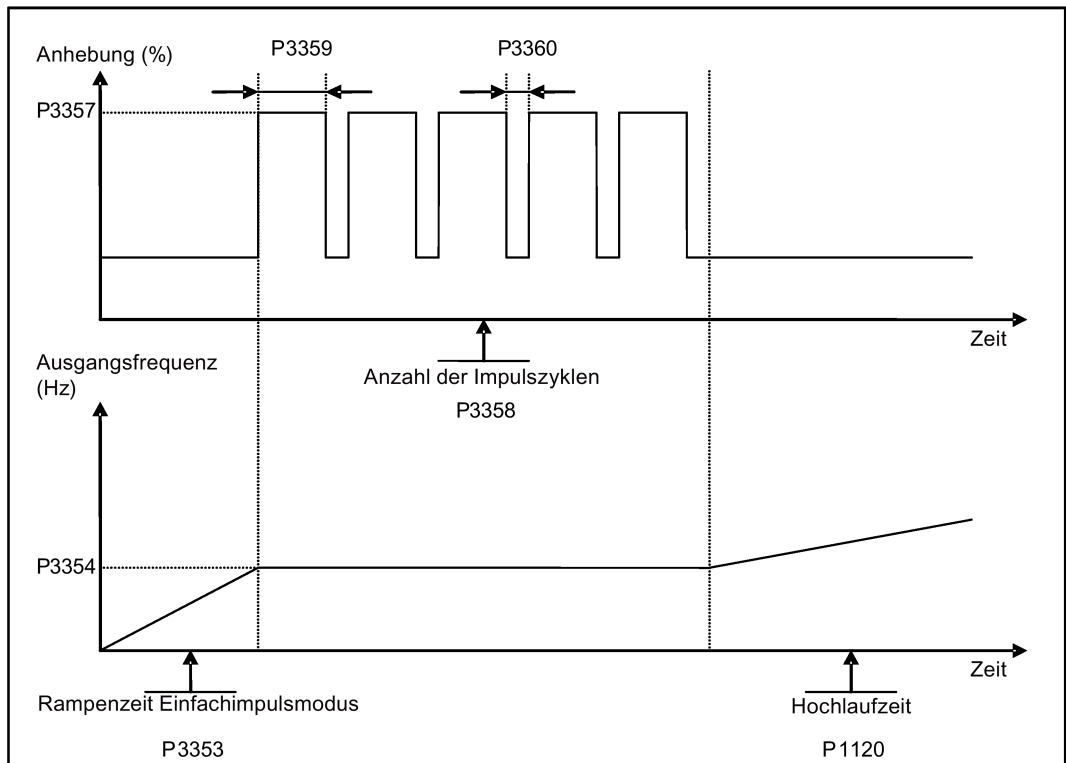 P3359
P3360
Anhebung (%)
P3357
Zeit
Ausgangsfrequenz
(Hz)
Anzahl der Impulszyklen
P3358
P3354
Zeit
Rampenzeit Einfachimpulsmodus
Hochlaufzeit
P3353
P1120